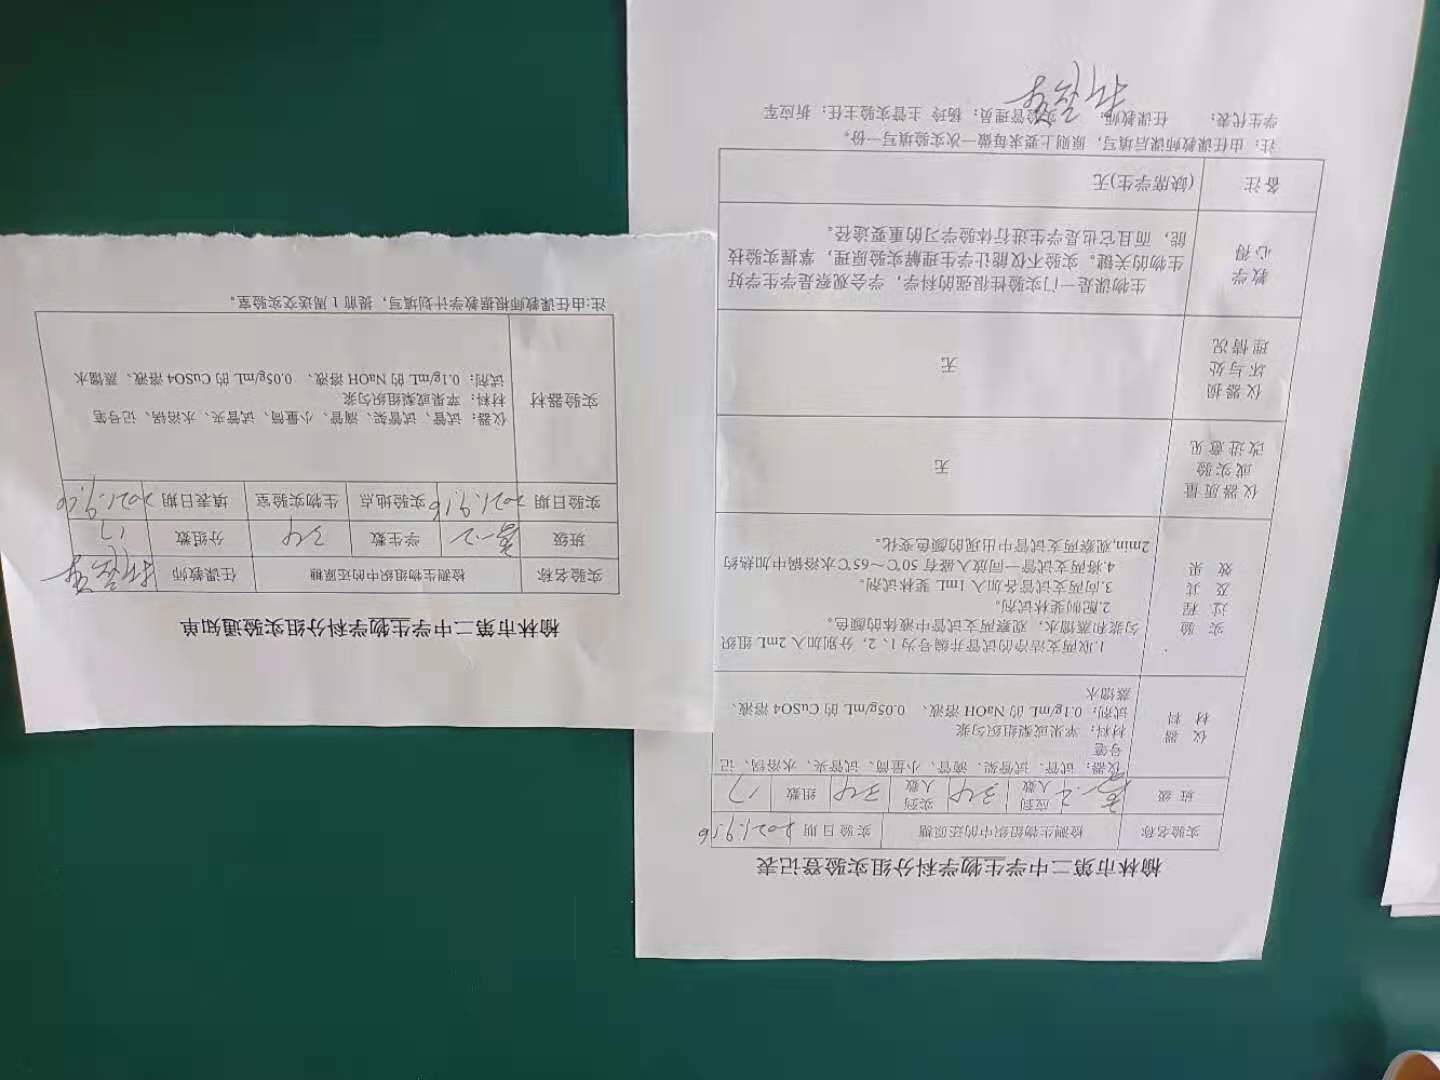 榆林市第二中学生物学科分组实验登记表
实验名称 检测生物组织中的还原糖 实验日期 2021.9.16
班级 高一.2 应到人数 34 实到人数 34 组数 17
仪器材料
仪器：试管、试管架、滴管、小量筒、试管夹、水浴锅、记
号笔
材料：苹果或梨组织匀浆
试剂：0.1g/mL 的 NaOH 溶液、 0.05g/mL 的 CuSO4 溶液、
蒸馏水
实验过程及其效果
1.取两支洁净的试管并编号为 1、2，分别加入 2mL 组织
匀浆和蒸馏水，观察两支试管中液体的颜色。
2.配制斐林试剂。
3.向两支试管各加入 1mL 斐林试剂。
4.将两支试管一同放入盛有 50℃～65℃水浴锅中加热约
2min,观察两支试管中出现的颜色变化。
仪器质量或实验改进意见
无
仪器损坏与处理情况
无
教学心得
生物课是一门实验性很强的科学，学会观察是学生学好
生物的关键。实验不仅能让学生理解实验原理，掌握实验技
能，而且它也是学生进行体验学习的重要途径。
备注 (缺席学生)无
注：由任课教师课后填写，原则上要求每做一次实验填写一份。
学生代表： 任课教师： 实验管理员：杨玲 主管实验主任：折应军
榆林市第二中学生物学科分组实验通知单
实验名称 检测生物组织中的还原糖 任课教师
班级 高一.2 学生数 34 分组数 17
实验日期 2021.9.16 实验地点 生物实验室 填表日期 2021.9.10
实验器材
仪器：试管、试管架、滴管、小量筒、试管夹、水浴锅、记号笔
材料：苹果或梨组织匀浆
试剂：0.1g/mL 的 NaOH 溶液、 0.05g/mL 的 CuSO4 溶液、蒸馏水
注:由任课教师根据教学计划填写，提前 1 周送交实验室。